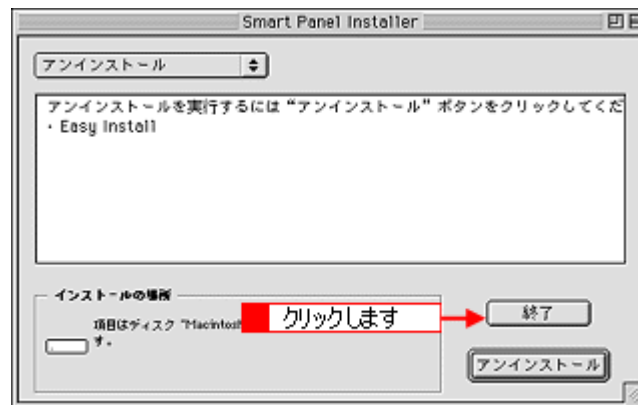 Smart Panel Installer
アンインストール
アンインストールを実行するには “アンインストール” ボタンをクリックしてくだ
・Easy Install
インストールの場所
項目はディスク “Macintosh
す。
クリックします
終了
アンインストール